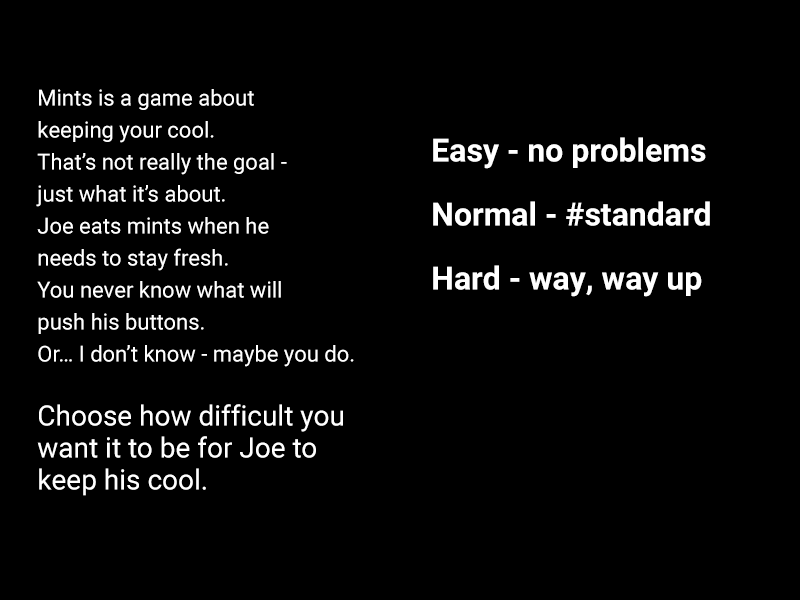 Mints is a game about
keeping your cool.
That’s not really the goal -
just what it’s about.
Joe eats mints when he
needs to stay fresh.
You never know what will
push his buttons.
Or... I don’t know - maybe you do.
Choose how difficult you
want it to be for Joe to
keep his cool.
Easy - no problems
Normal - #standard
Hard - way, way up